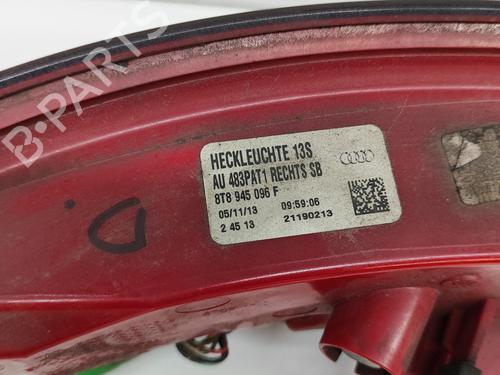 B-PARTS
HECKLEUCHTE 13S
AU 483PAT1 RECHTS SB
8T8 945 096 F
05/11/13 09:59:06
2 45 13 21190213
D
B-PARTS